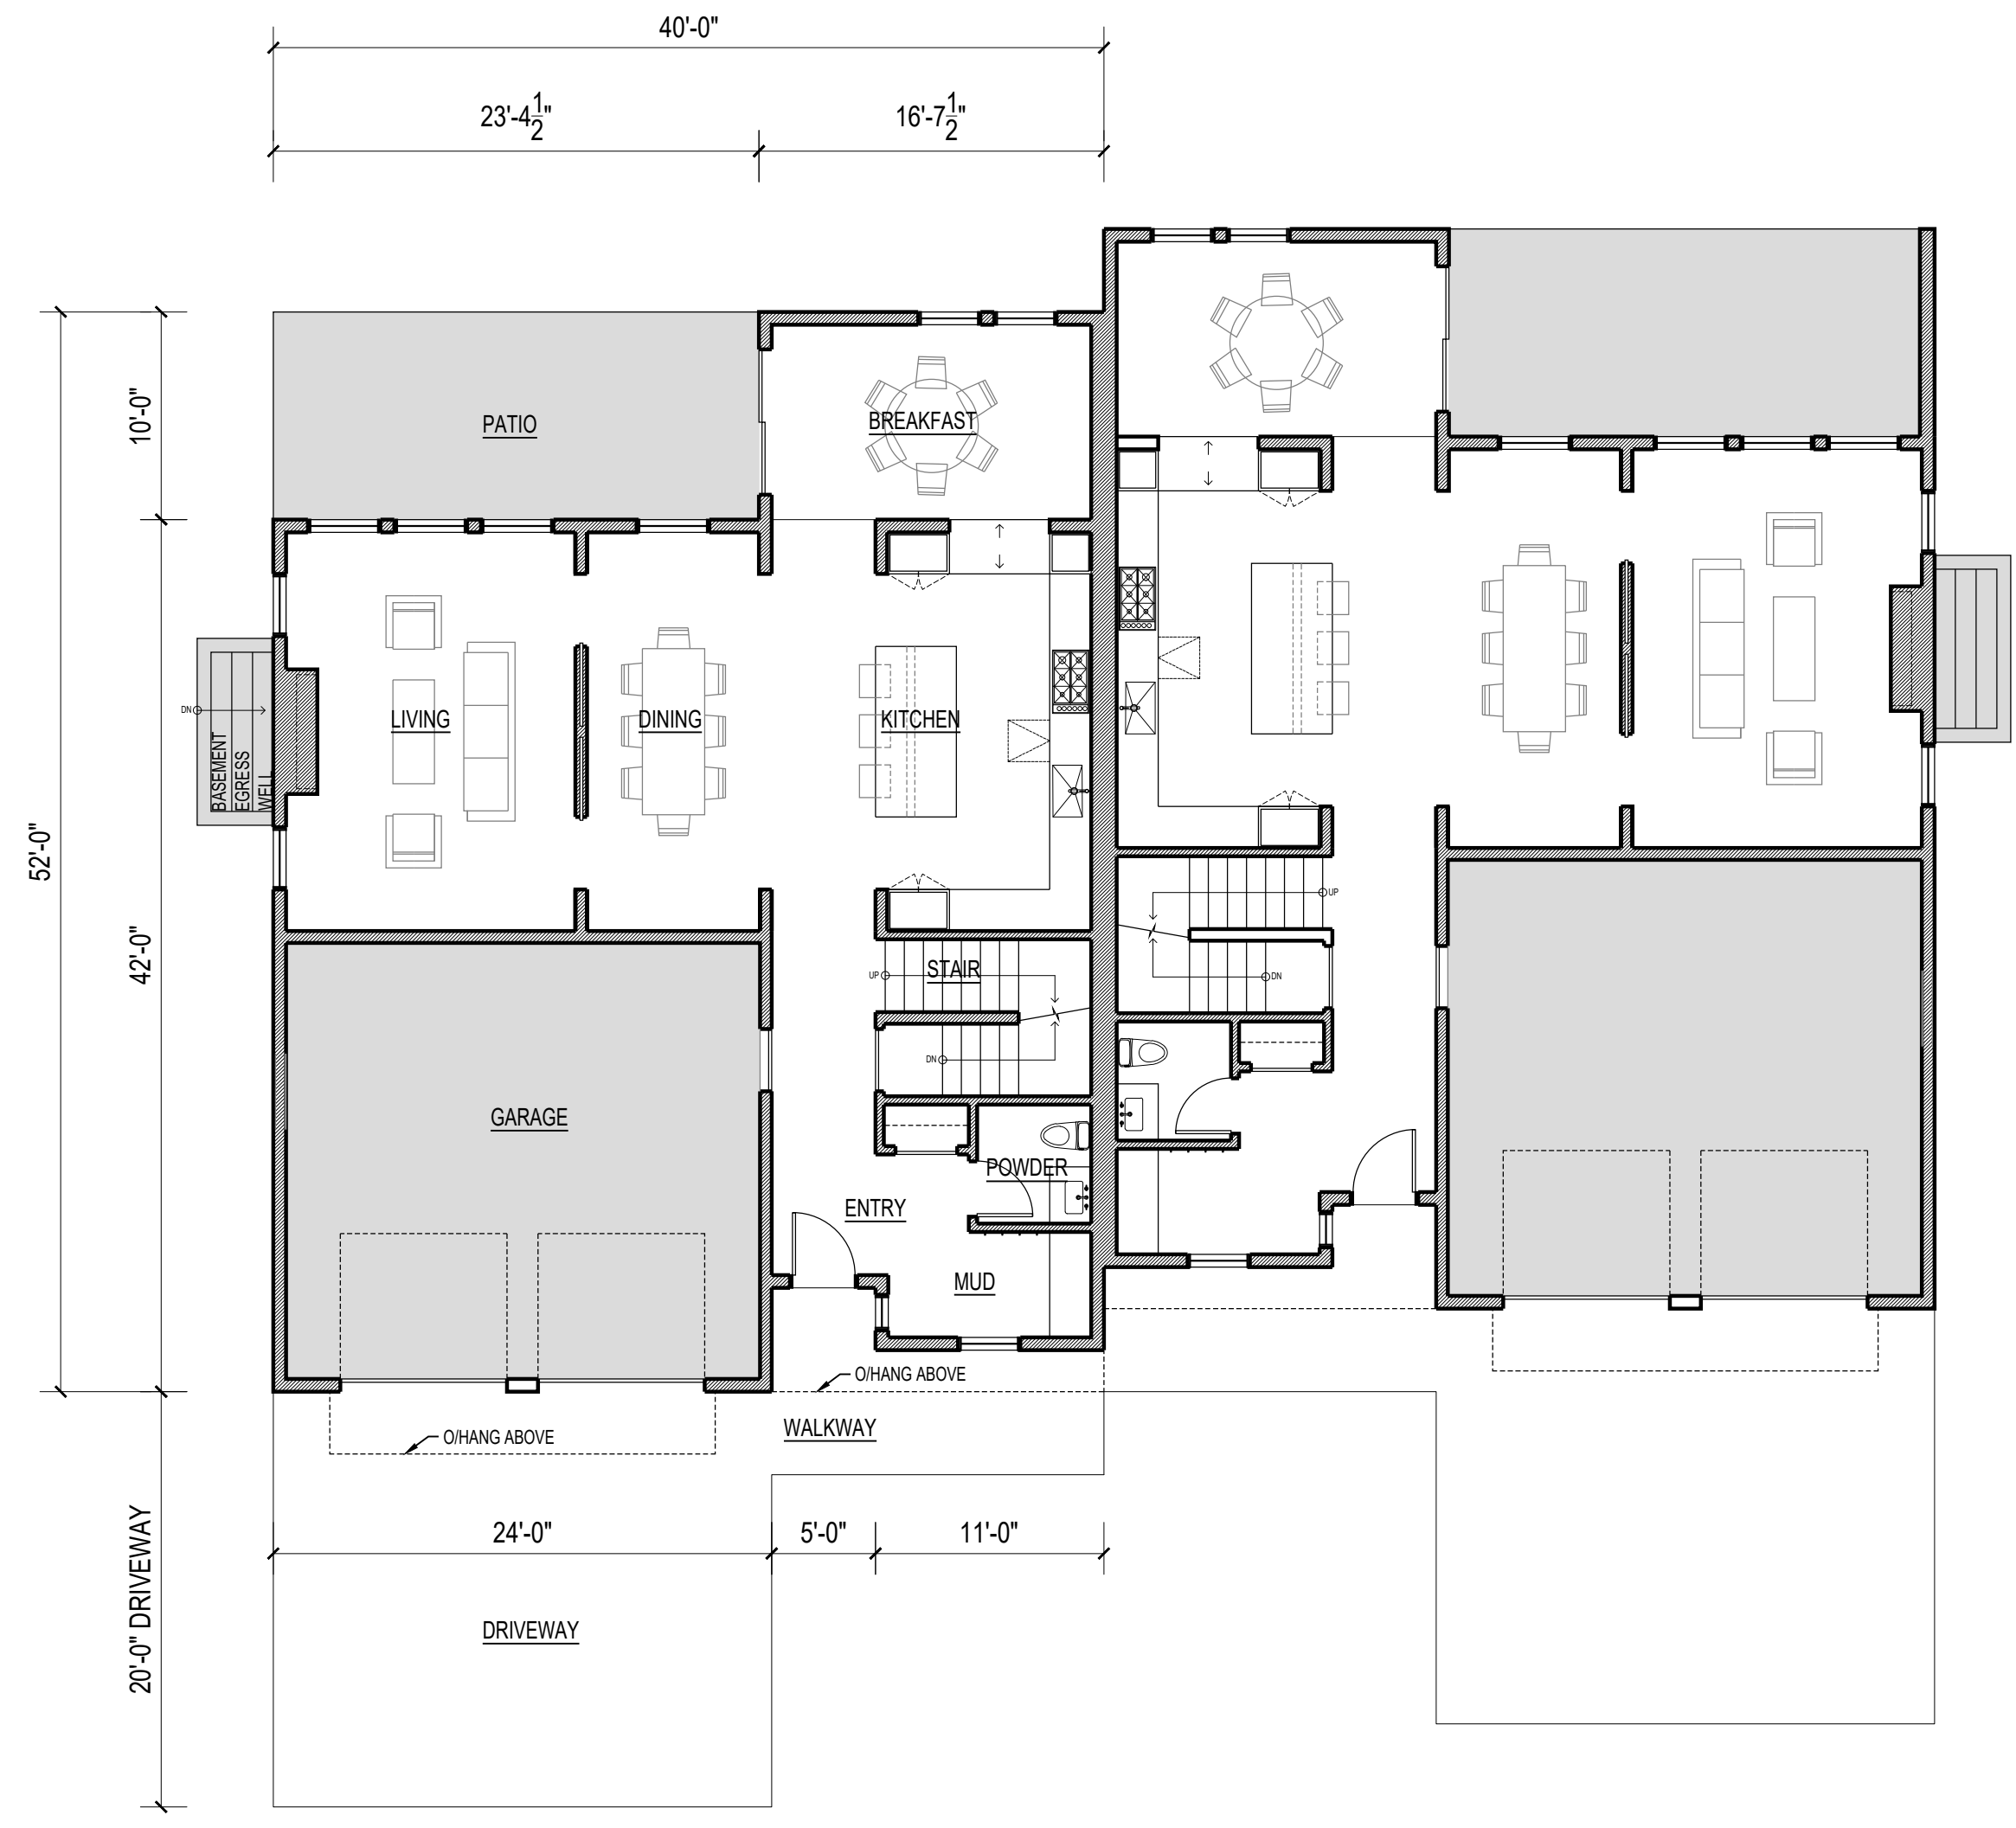 40'-0"
23'-4 1/2"
16'-7 1/2"
10'-0"
PATIO
BREAKFAST
52'-0"
42'-0"
DN
BASEMENT
EGRESS
WELL
LIVING
DINING
KITCHEN
UP
STAIR
DN
UP
DN
GARAGE
POWDER
ENTRY
MUD
O/HANG ABOVE
WALKWAY
O/HANG ABOVE
24'-0"
5'-0"
11'-0"
20'-0" DRIVEWAY
DRIVEWAY